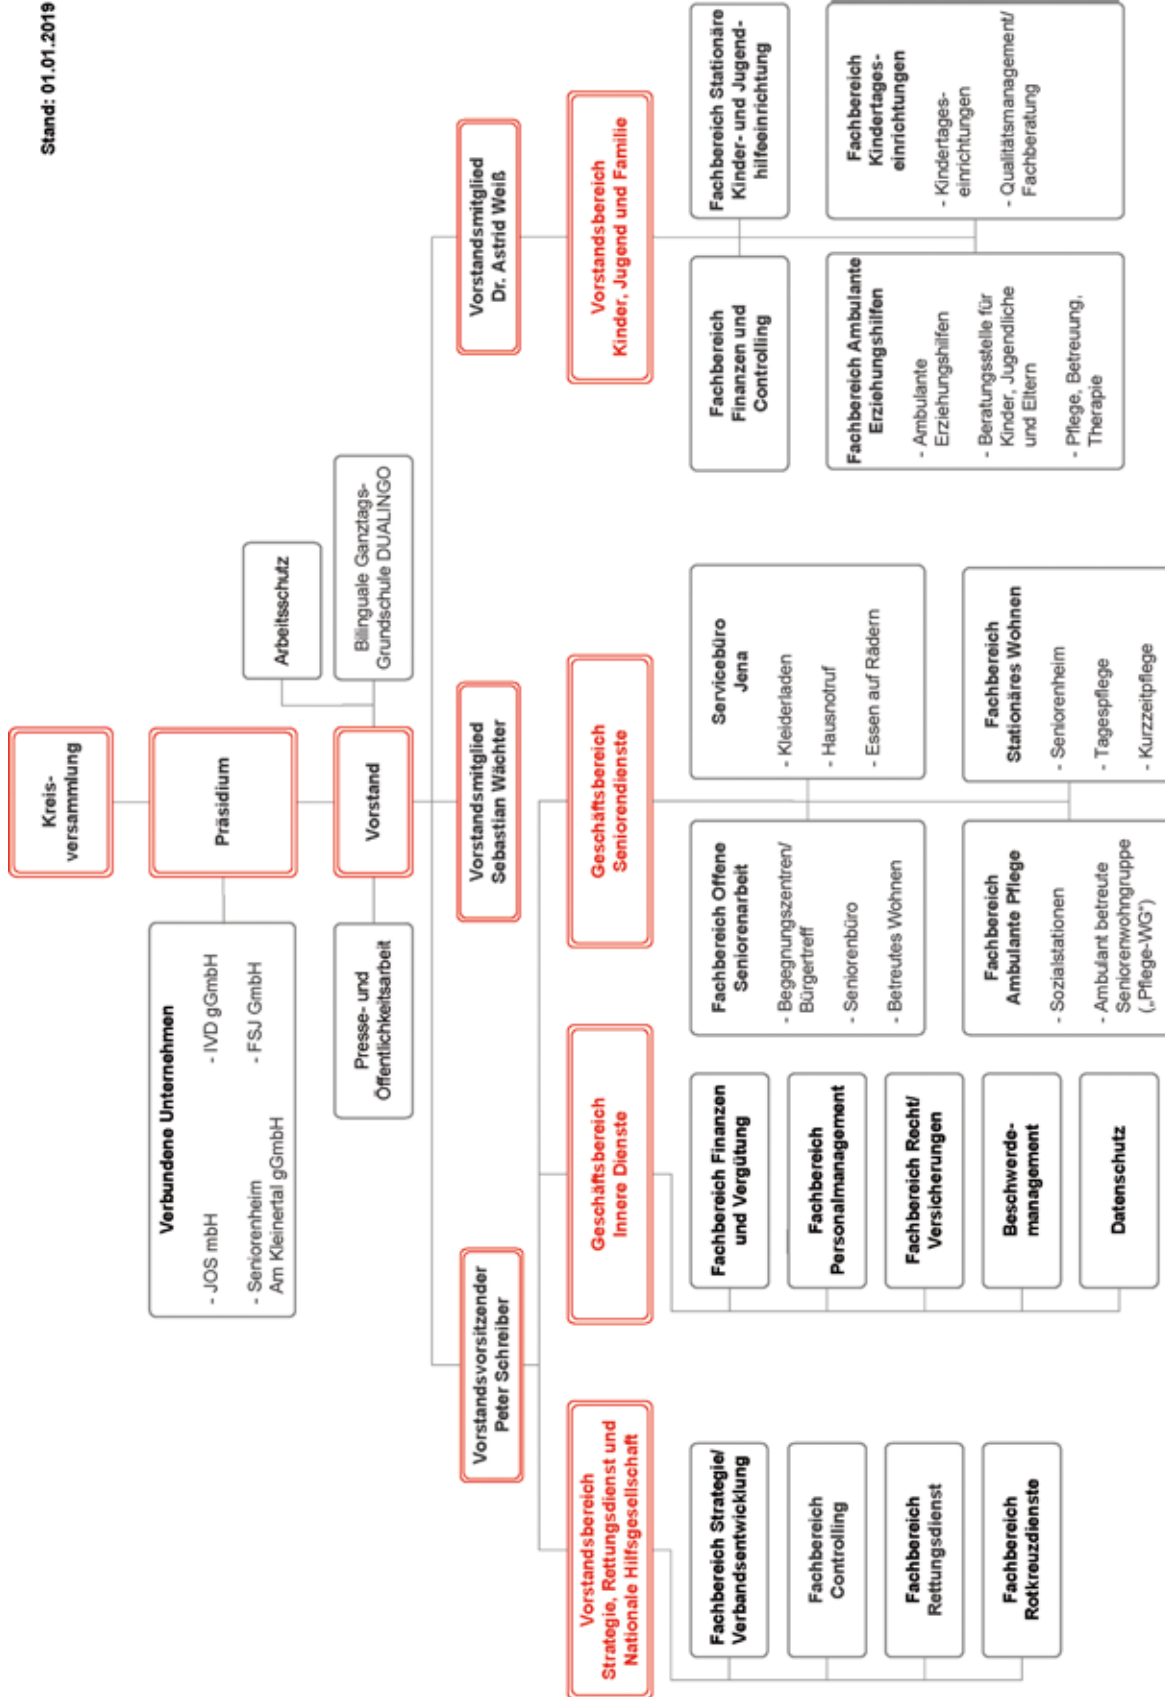 Stand: 01.01.2019
Kreis-
versammlung
Präsidium
Verbundene Unternehmen
- JOS mbH
- IVD gGmbH
- Seniorenheim
Am Kleinertal gGmbH
- FSJ GmbH
Arbeitsschutz
Vorstand
Presse- und
Öffentlichkeitsarbeit
Bilinguale Ganztags-
Grundschule DUALINGO
Vorstandsvorsitzender
Peter Schreiber
Vorstandsmitglied
Sebastian Wächter
Vorstandsmitglied
Dr. Astrid Weiß
Vorstandsbereich
Strategie, Rettungsdienst und
Nationale Hilfsgesellschaft
Geschäftsbereich
Innere Dienste
Geschäftsbereich
Seniorendienste
Vorstandsbereich
Kinder, Jugend und Familie
Fachbereich Strategie/
Verbandsentwicklung
Fachbereich
Controlling
Fachbereich
Rettungsdienst
Fachbereich
Rotkreuzdienste
Fachbereich Finanzen
und Vergütung
Fachbereich
Personalmanagement
Fachbereich Recht/
Versicherungen
Beschwerde-
management
Datenschutz
Fachbereich Offene
Seniorenarbeit
- Begegnungszentren/
Bürgertreff
- Seniorenbüro
- Betreutes Wohnen
Servicebüro
Jena
- Kleiderladen
- Hausnotruf
- Essen auf Rädern
Fachbereich
Ambulante Pflege
- Sozialstationen
- Ambulant betreute
Seniorenwohngruppe
(„Pflege-WG“)
Fachbereich
Stationäres Wohnen
- Seniorenheim
- Tagespflege
- Kurzzeitpflege
Fachbereich
Finanzen und
Controlling
Fachbereich Stationäre
Kinder- und Jugend-
hilfeeinrichtung
Fachbereich Ambulante
Erziehungshilfen
- Ambulante
Erziehungshilfen
- Beratungsstelle für
Kinder, Jugendliche
und Eltern
- Pflege, Betreuung,
Therapie
Fachbereich
Kindertages-
einrichtungen
- Kindertages-
einrichtungen
- Qualitätsmanagement/
Fachberatung